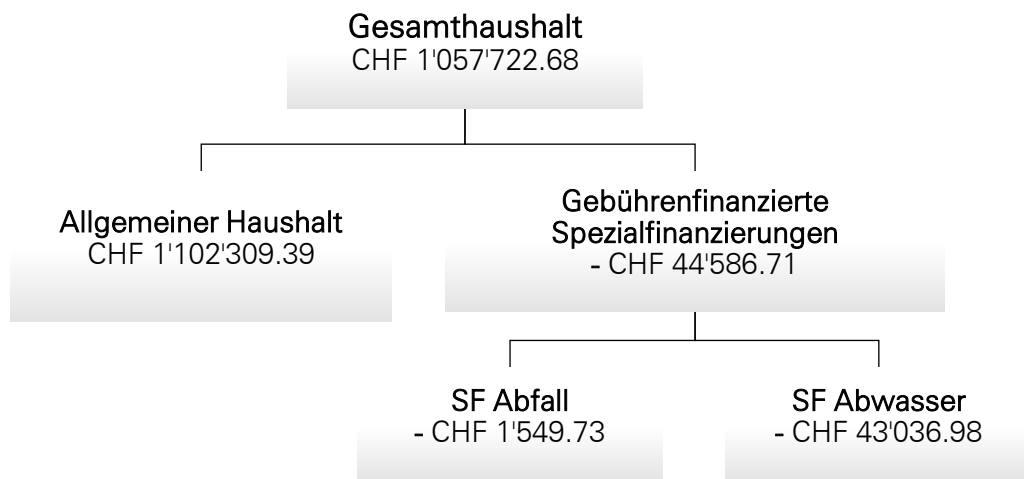 Gesamthaushalt
CHF 1'057'722.68
Allgemeiner Haushalt
CHF 1'102'309.39
Gebührenfinanzierte
Spezialfinanzierungen
- CHF 44'586.71
SF Abfall
- CHF 1'549.73
SF Abwasser
- CHF 43'036.98